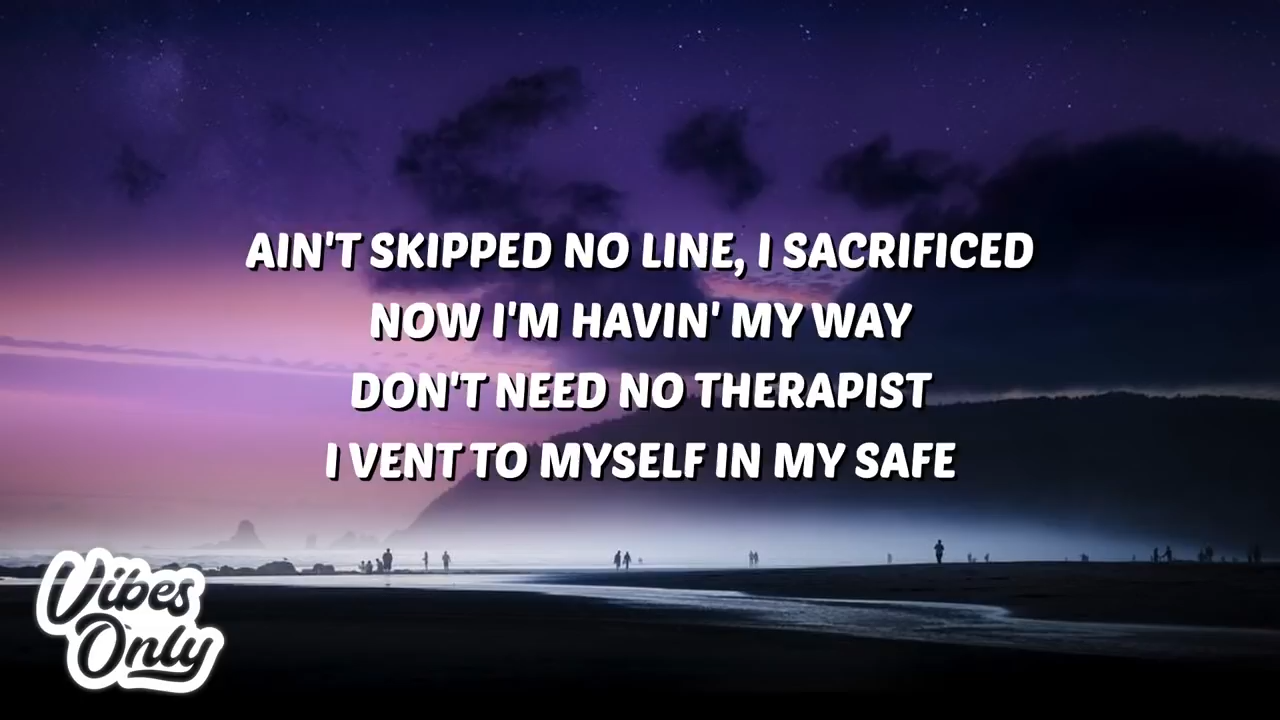 AIN'T SKIPPED NO LINE, I SACRIFICED
NOW I'M HAVIN' MY WAY
DON'T NEED NO THERAPIST
I VENT TO MYSELF IN MY SAFE
Vibes
Only